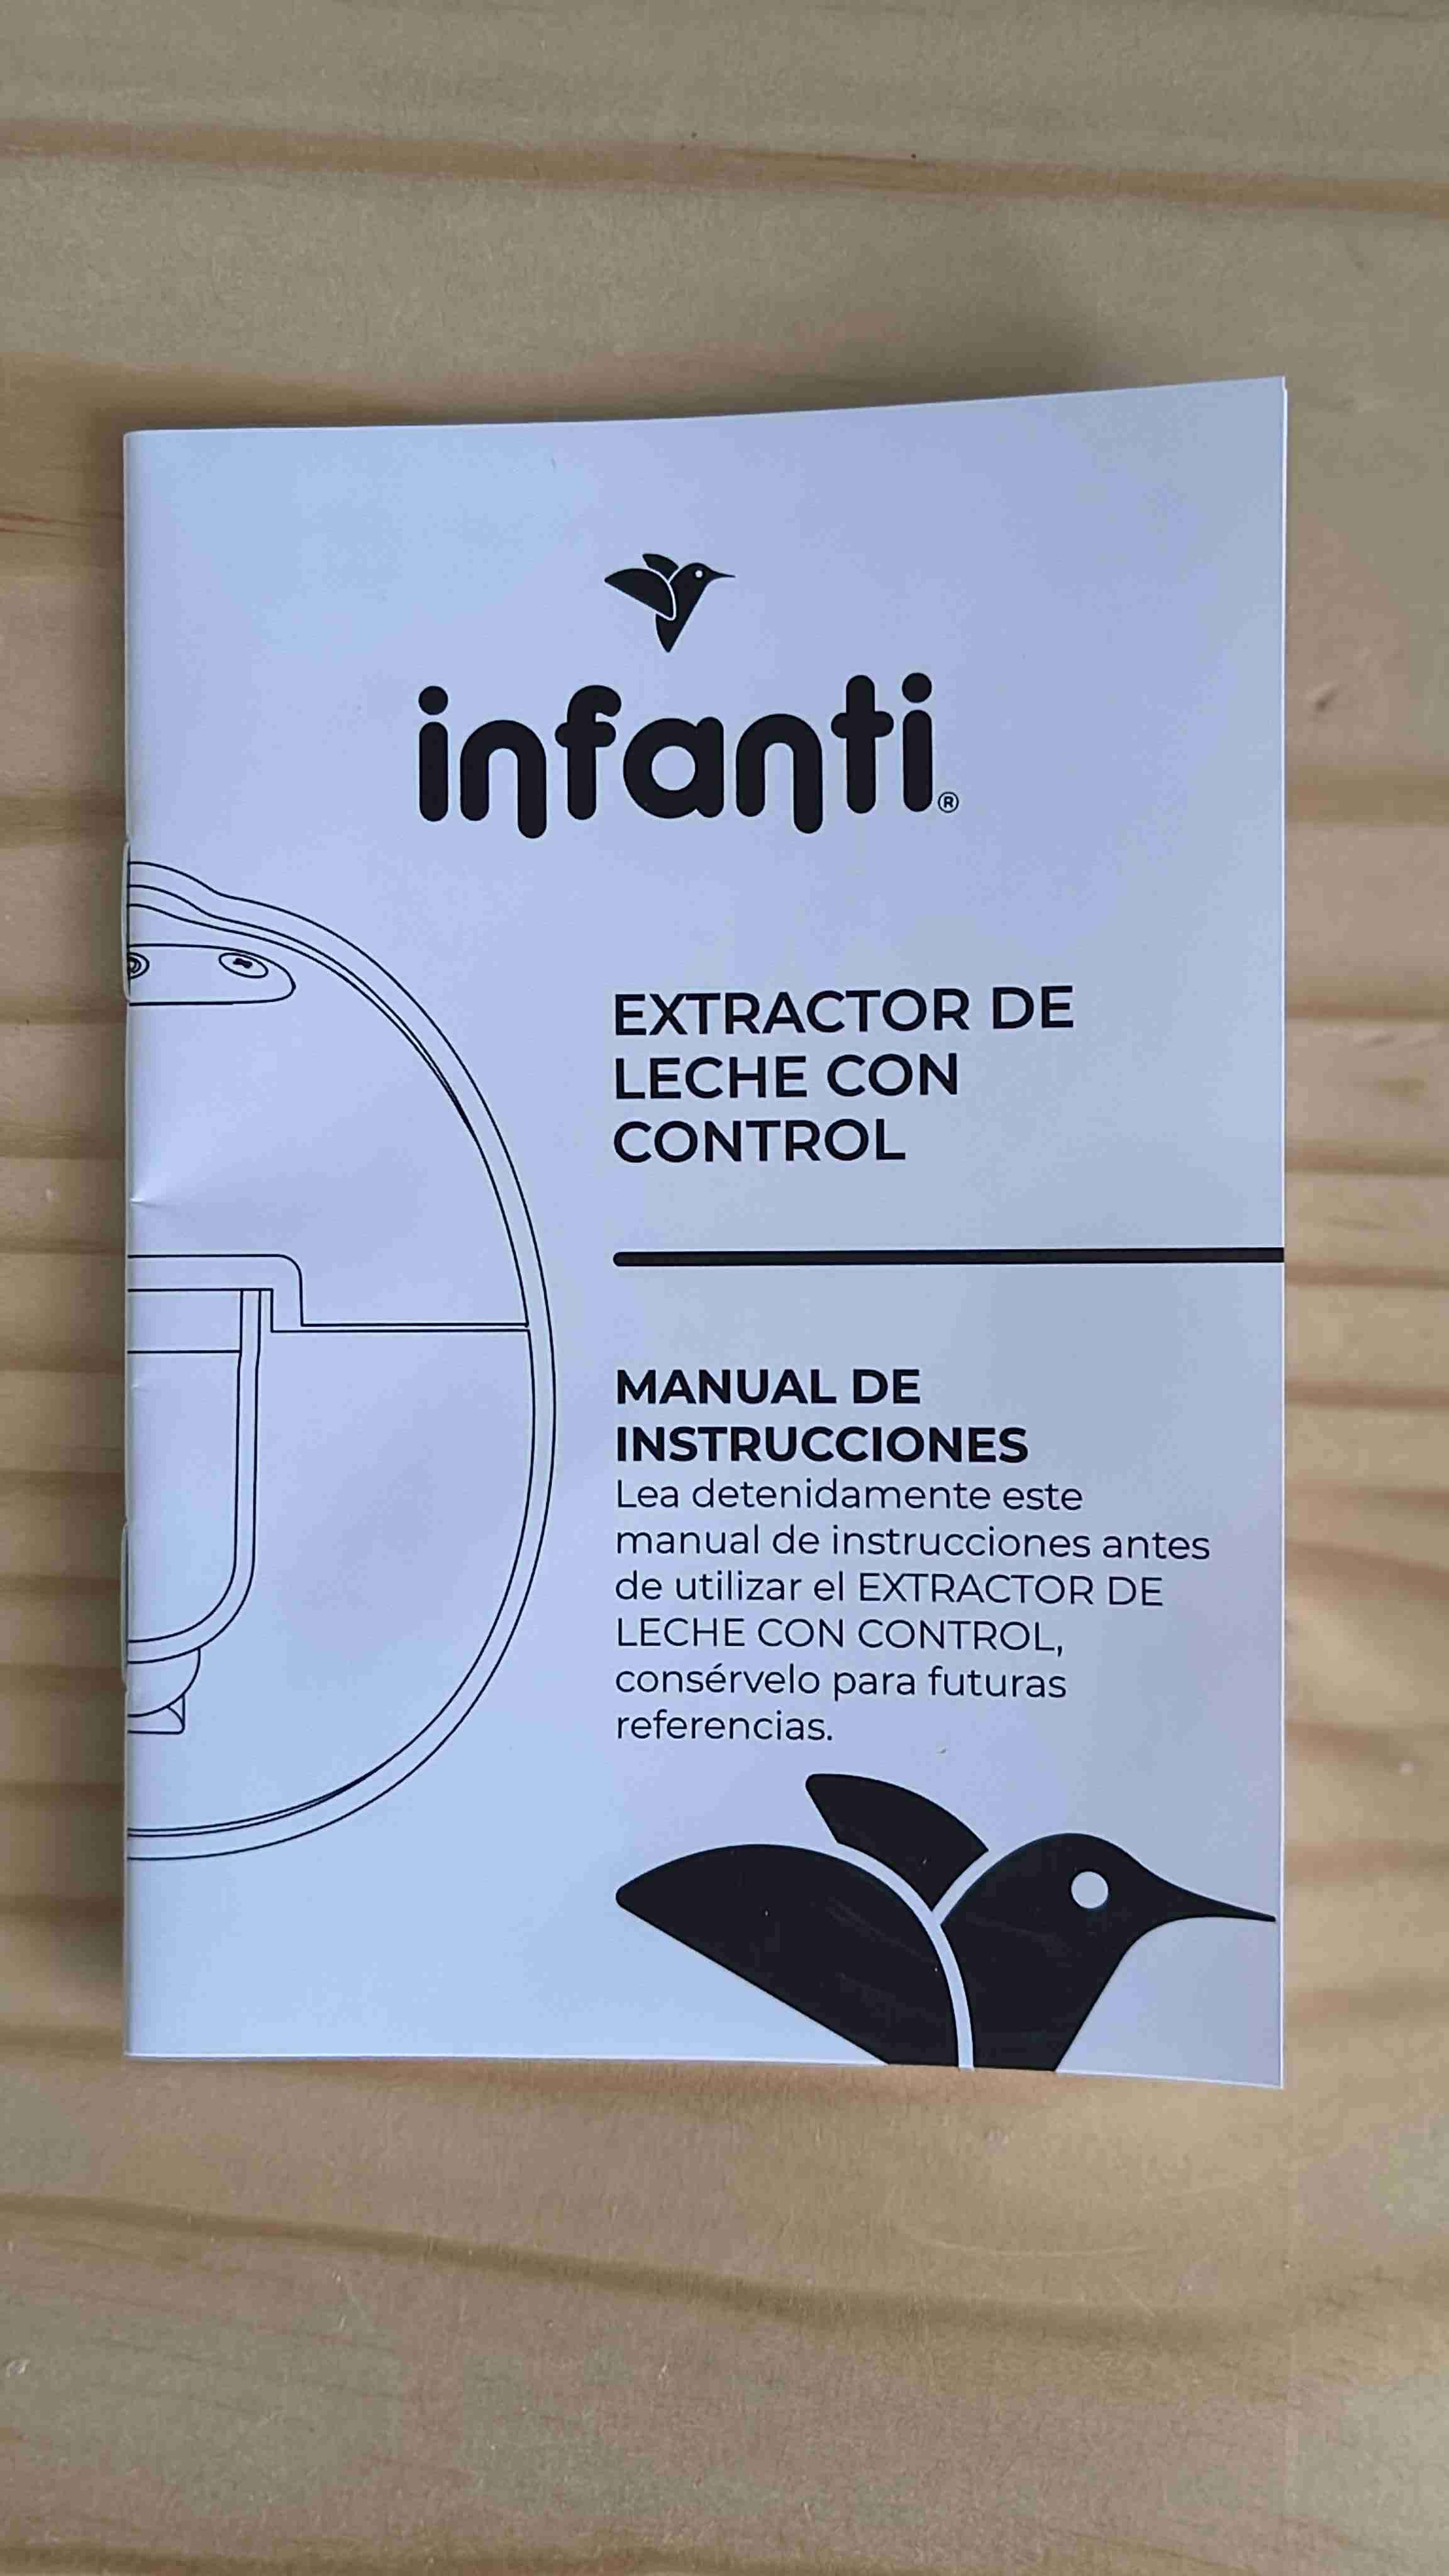 infanti®
EXTRACTOR DE
LECHE CON
CONTROL
MANUAL DE
INSTRUCCIONES
Lea detenidamente este
manual de instrucciones antes
de utilizar el EXTRACTOR DE
LECHE CON CONTROL,
consérvelo para futuras
referencias.